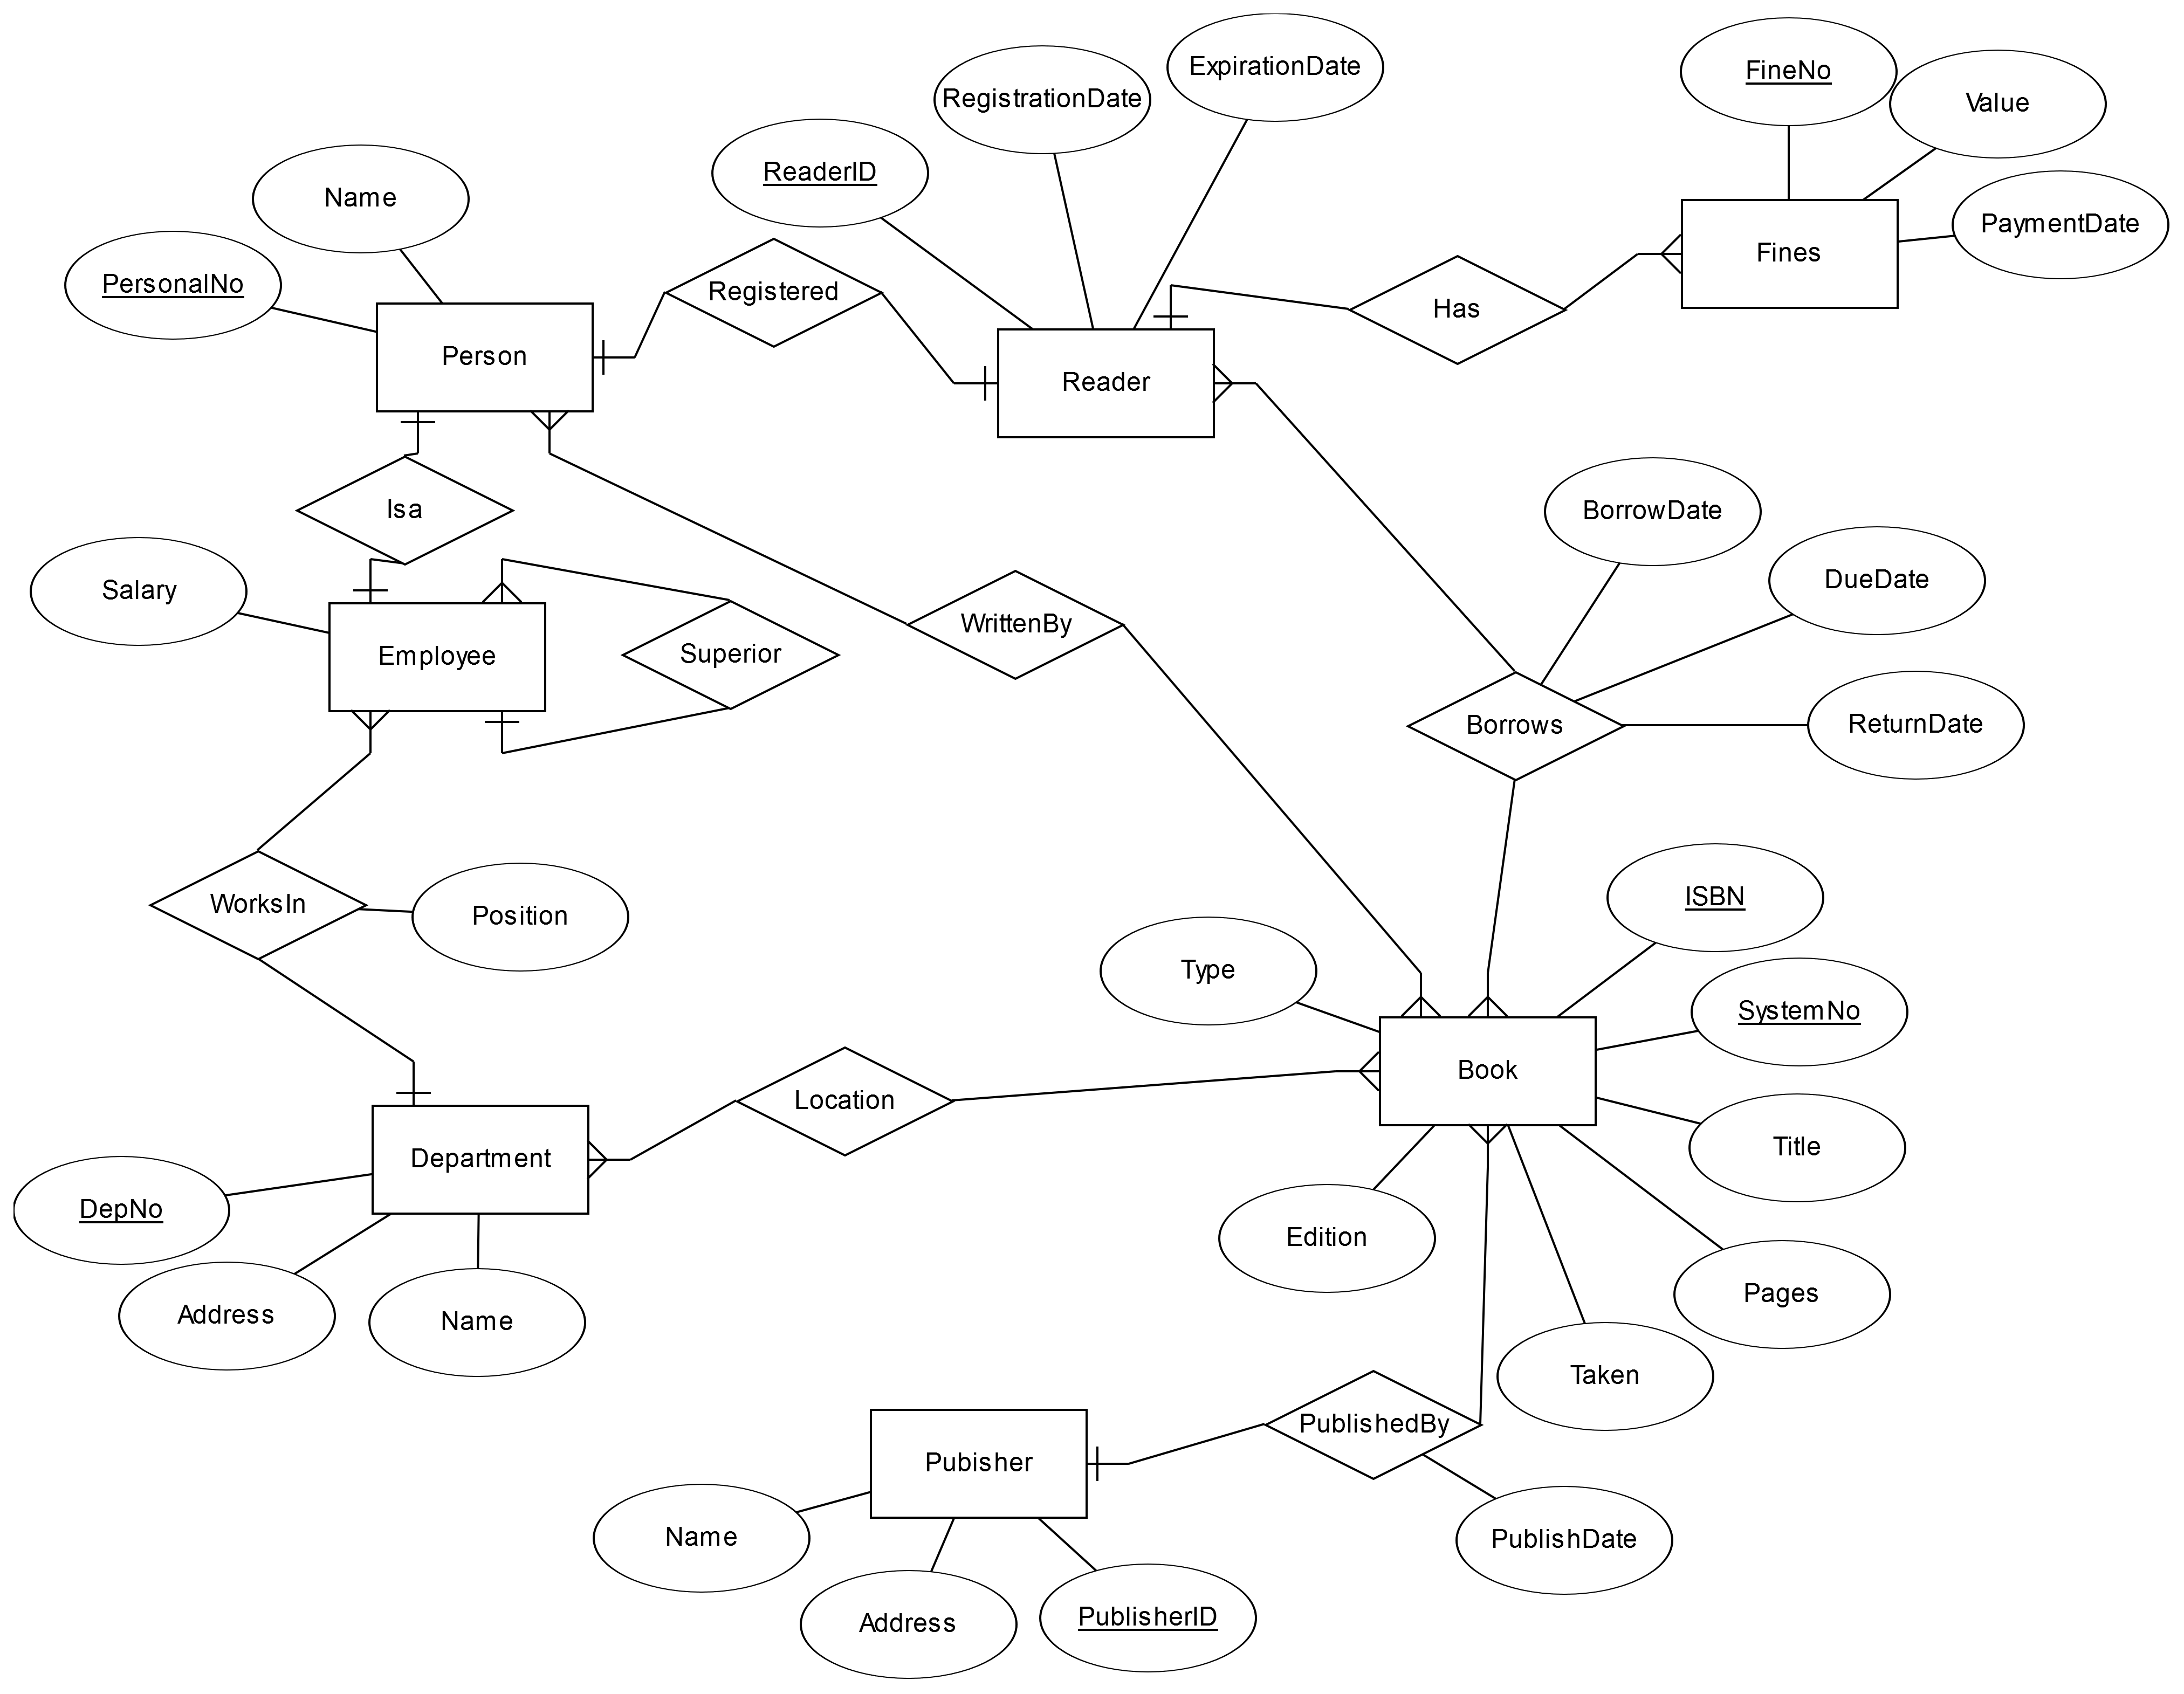 ExpirationDate
FineNo
RegistrationDate
Value
ReaderID
Name
PaymentDate
Fines
PersonalNo
Registered
Has
Person
Reader
Isa
BorrowDate
DueDate
Salary
WrittenBy
Superior
Employee
Borrows
ReturnDate
ISBN
WorksIn
Position
Type
SystemNo
Book
Location
Title
Department
DepNo
Edition
Pages
Address
Name
Taken
PublishedBy
Pubisher
Name
PublishDate
Address
PublisherID